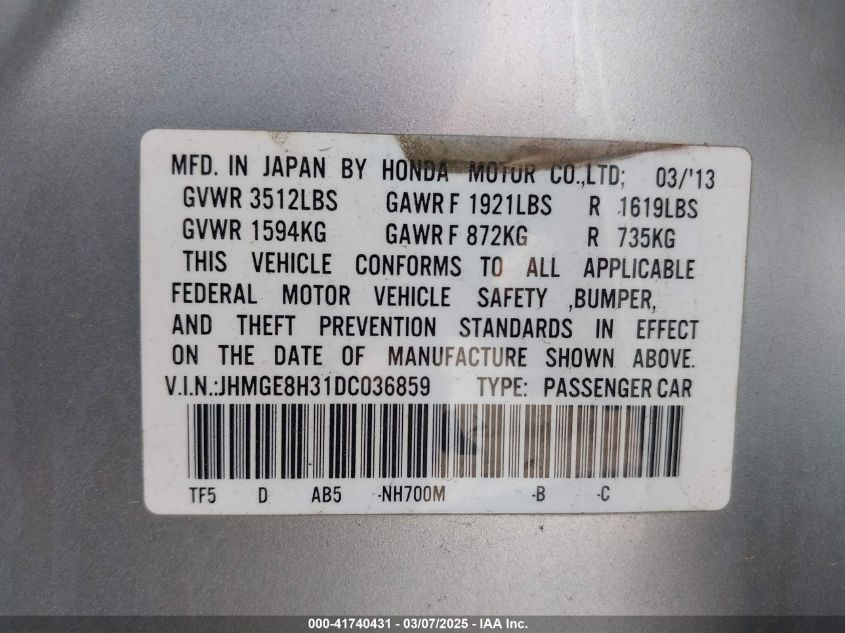 MFD. IN JAPAN BY HONDA MOTOR CO.,LTD; 03/'13
GVWR 3512LBS GAWR F 1921LBS R 1619LBS
GVWR 1594KG GAWR F 872KG R 735KG
THIS VEHICLE CONFORMS TO ALL APPLICABLE
FEDERAL MOTOR VEHICLE SAFETY ,BUMPER,
AND THEFT PREVENTION STANDARDS IN EFFECT
ON THE DATE OF MANUFACTURE SHOWN ABOVE.
V.I.N.:JHMGE8H31DC036859 TYPE: PASSENGER CAR
TF5 D AB5 -NH700M -B -C
000-41740431 - 03/07/2025 - IAA Inc.